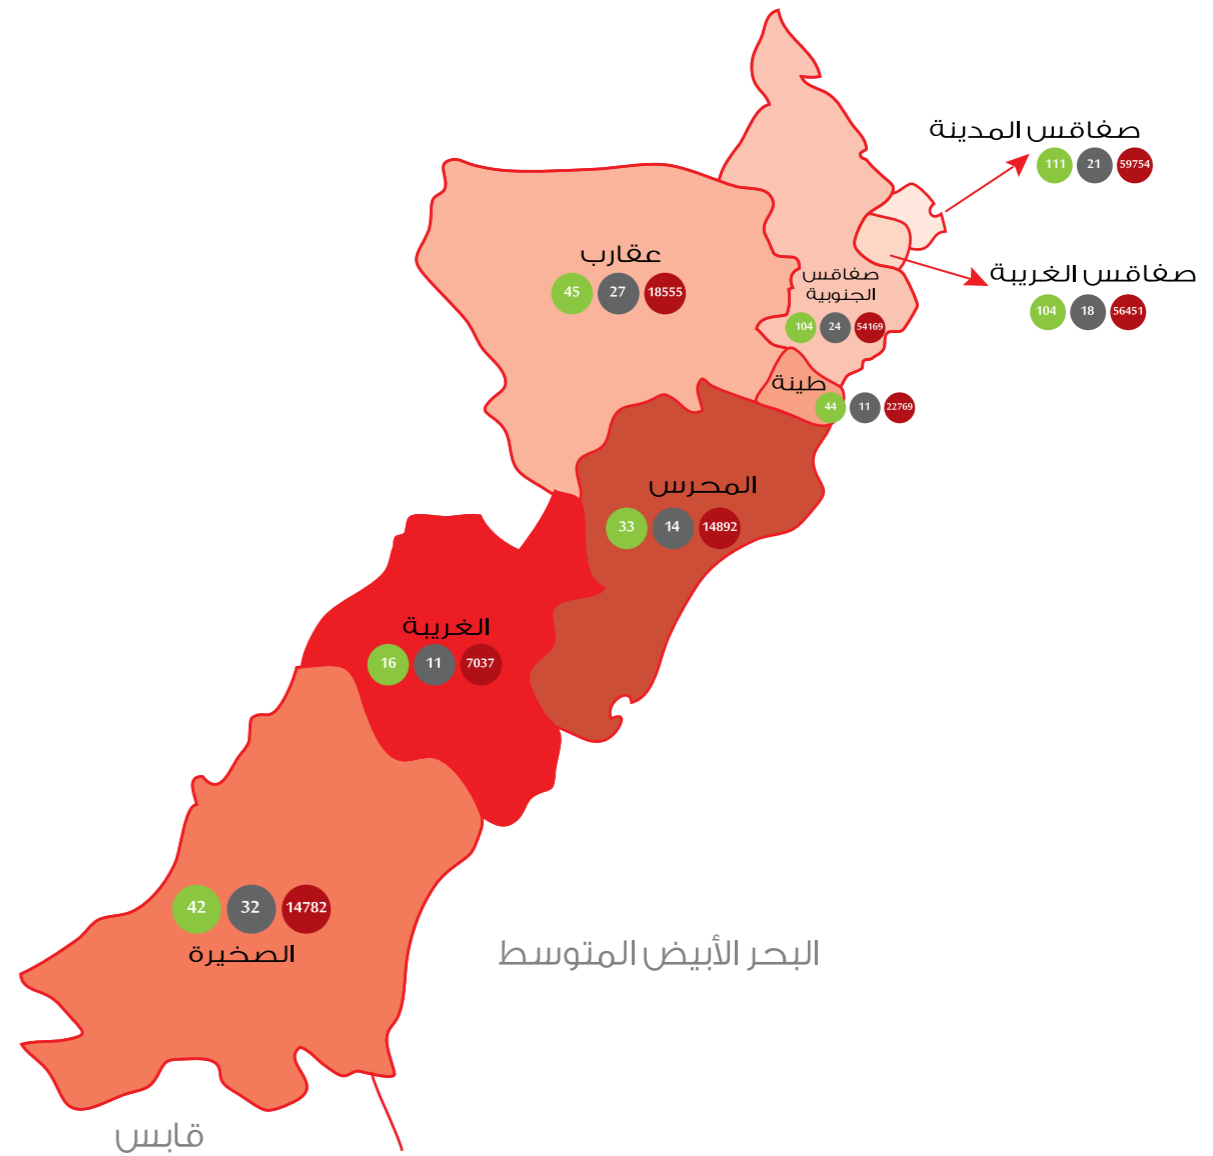 صفاقس المدينة
111 21 59754
صفاقس الغريبة
104 18 56451
عقارب
45 27 18555
صفاقس
الجنوبية
104 24 54169
طينة
44 11 22769
المحرس
33 14 14892
الغريبة
16 11 7037
42 32 14782
الصخيرة
البحر الأبيض المتوسط
قابس